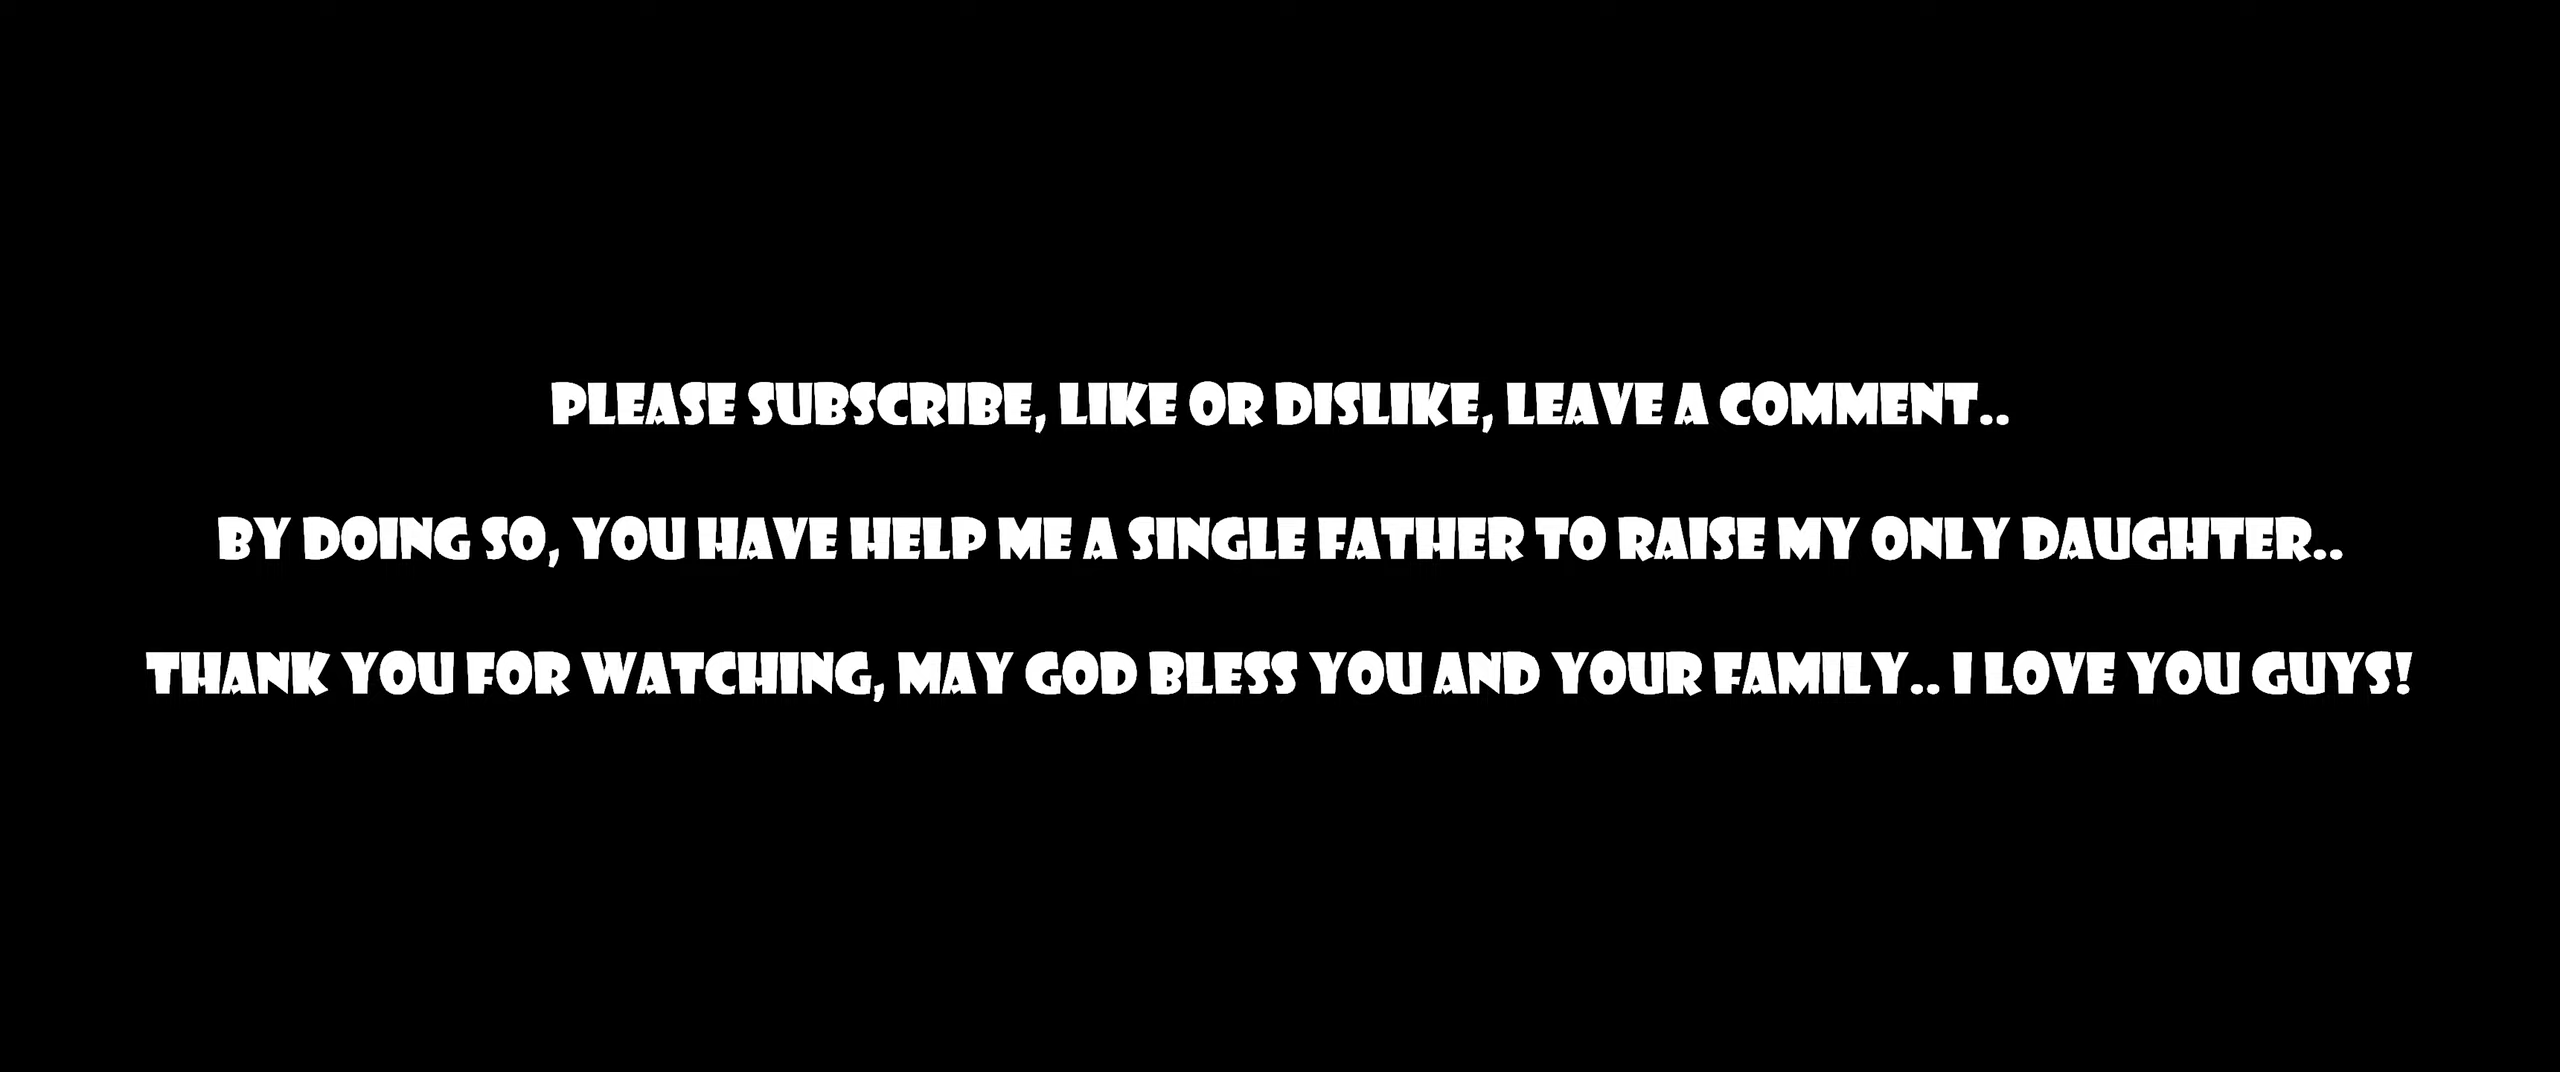 PLEASE SUBSCRIBE, LIKE OR DISLIKE, LEAVE A COMMENT..
BY DOING SO, YOU HAVE HELP ME A SINGLE FATHER TO RAISE MY ONLY DAUGHTER..
THANK YOU FOR WATCHING, MAY GOD BLESS YOU AND YOUR FAMILY.. I LOVE YOU GUYS!